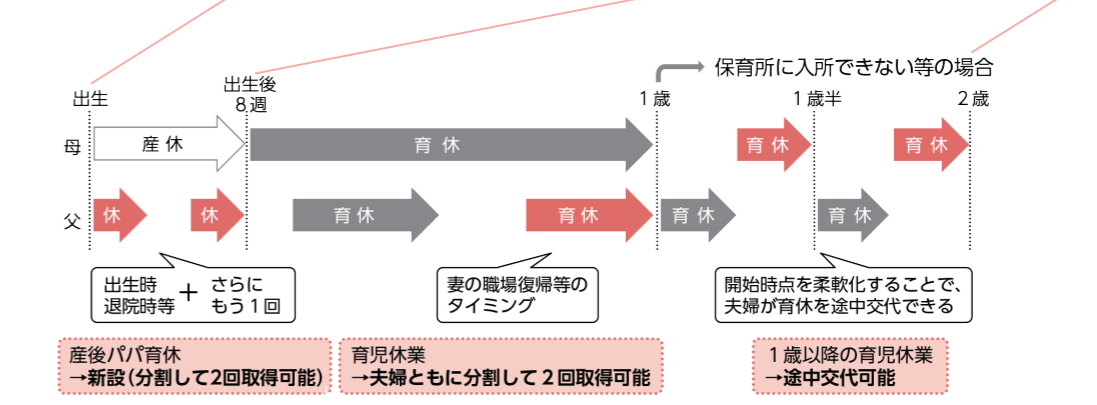 保育所に入所できない等の場合
出生
出生後
8週
1歳
1歳半
2歳
母
産休
育休
育休
育休
父
休
休
育休
育休
育休
育休
出生時
退院時等
+
さらに
もう1回
妻の職場復帰等の
タイミング
開始時点を柔軟化することで、
夫婦が育休を途中交代できる
産後パパ育休
→新設(分割して2回取得可能)
育児休業
→夫婦ともに分割して2回取得可能
1歳以降の育児休業
→途中交代可能